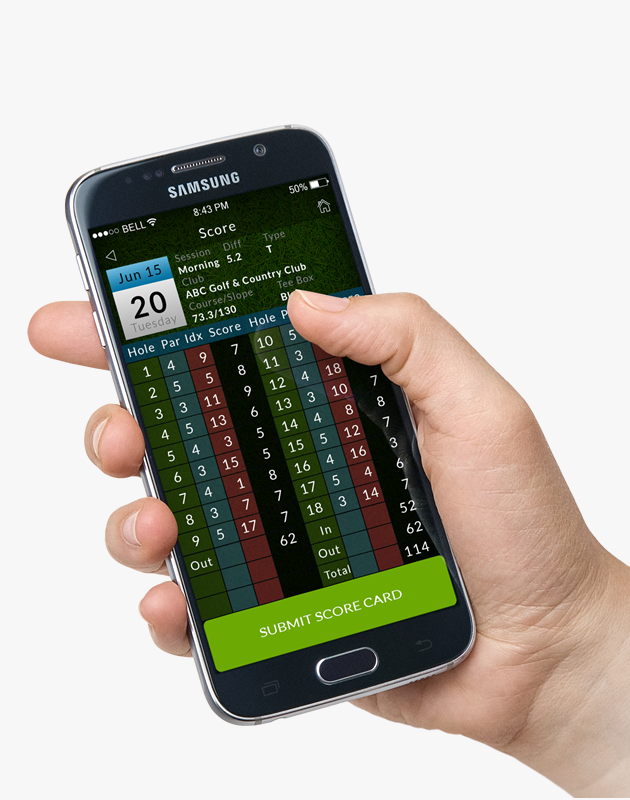 SAMSUNG
BELL 8:43 PM 50%
Score
Jun 15
20
Tuesday
Session Diff Type
Morning 5.2 T
Club
ABC Golf & Country Club
Course/Slope Tee Box
73.3/130
Hole Par Idx Score Hole
1 4 9 7 10 5
2 5 5 8 11 3
3 3 11 9 12 4 18
4 5 13 6 13 3 10 7
5 4 3 5 14 4 8 8
6 3 15 5 15 5 12 7
7 4 1 8 16 4 16 3
8 3 7 7 17 5 4 6
9 5 17 7 18 3 14 7
Out 62 In 52
Out 62
Total 114
SUBMIT SCORE CARD